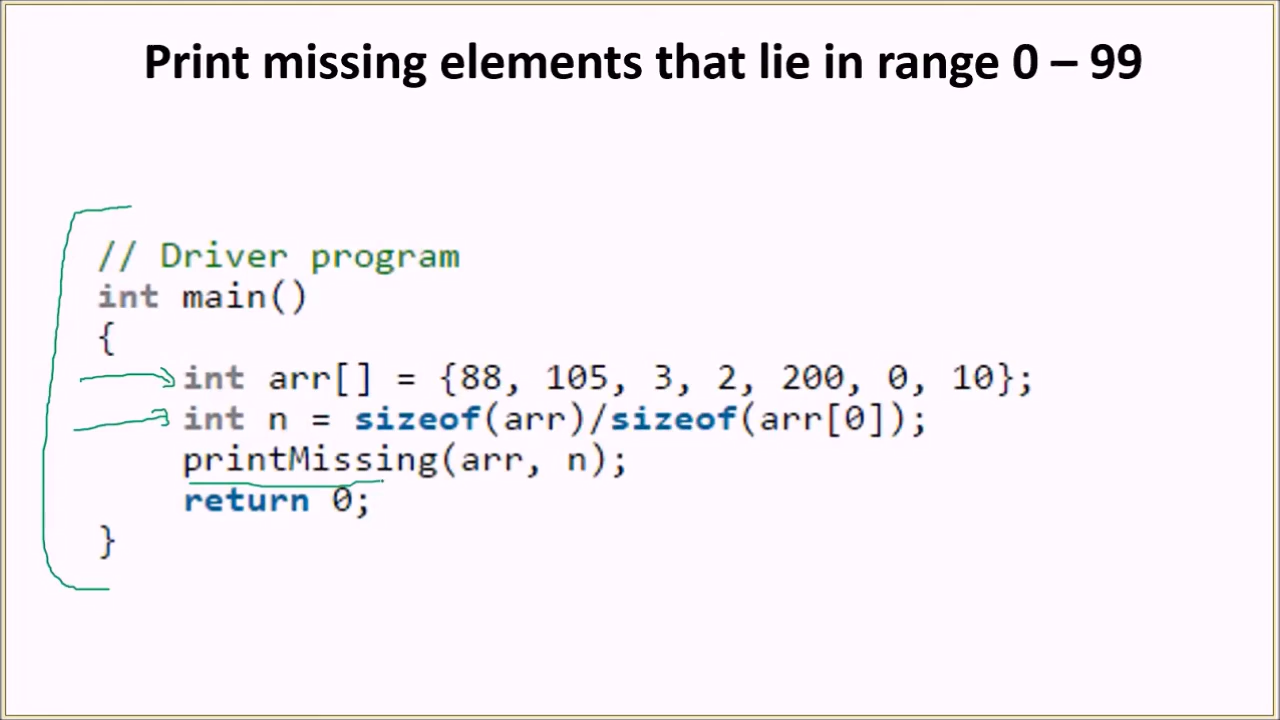 Print missing elements that lie in range 0 – 99
// Driver program
int main()
{
int arr[] = {88, 105, 3, 2, 200, 0, 10};
int n = sizeof(arr)/sizeof(arr[0]);
printMissing(arr, n);
return 0;
}